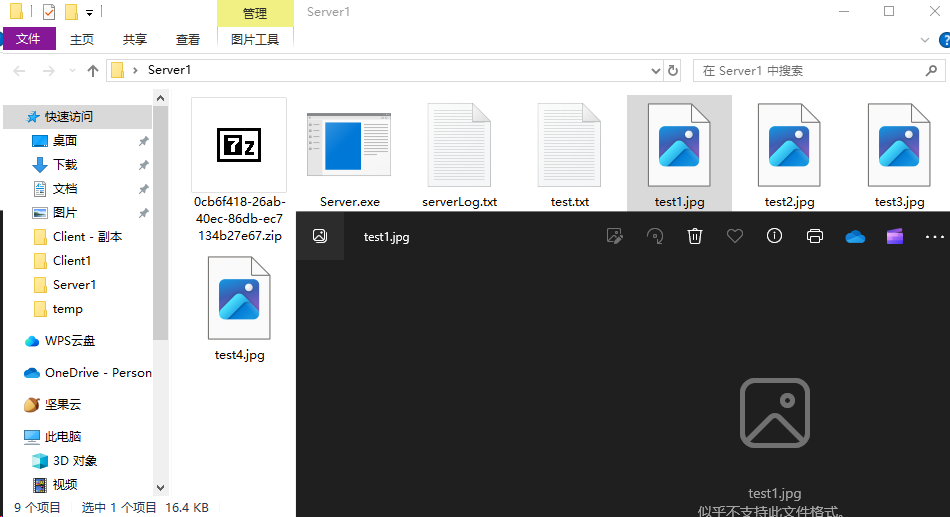 管理
Server1
文件
主页
共享
查看
图片工具
Server1
在 Server1 中搜索
快速访问
桌面
下载
文档
图片
Client - 副本
Client1
Server1
temp
WPS云盘
OneDrive - Person
坚果云
此电脑
3D 对象
视频
0cb6f418-26ab-
40ec-86db-ec7
134b27e67.zip
Server.exe
serverLog.txt
test.txt
test1.jpg
test2.jpg
test3.jpg
test4.jpg
test1.jpg
test1.jpg
似乎不支持此文件格式。
9 个项目
选中 1 个项目
16.4 KB